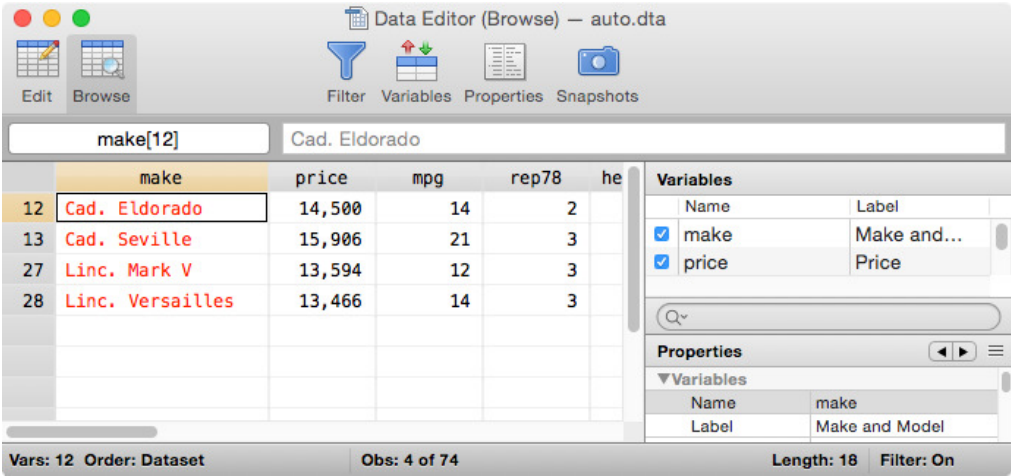 Data Editor (Browse) — auto.dta
Edit Browse Filter Variables Properties Snapshots
make[12] Cad. Eldorado
make price mpg rep78 he
12 Cad. Eldorado 14,500 14 2
13 Cad. Seville 15,906 21 3
27 Linc. Mark V 13,594 12 3
28 Linc. Versailles 13,466 14 3
Variables
Name Label
make Make and...
price Price
Properties
Variables
Name make
Label Make and Model
Vars: 12 Order: Dataset Obs: 4 of 74 Length: 18 Filter: On